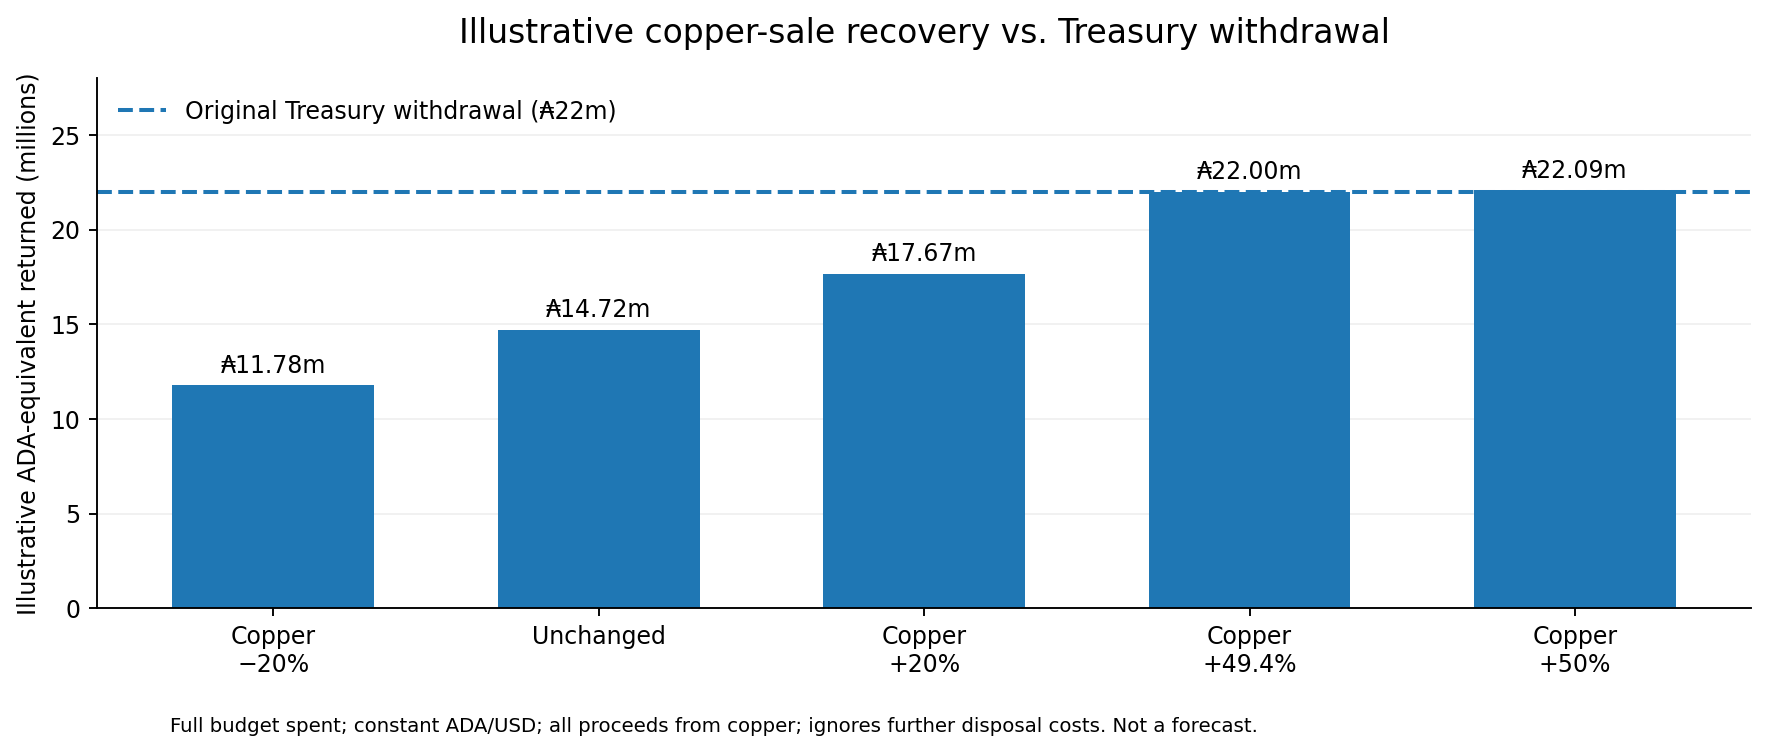 Illustrative copper-sale recovery vs. Treasury withdrawal
Illustrative ADA-equivalent returned (millions)
Original Treasury withdrawal (₳22m)
25
20
15
10
5
0
₳11.78m
₳14.72m
₳17.67m
₳22.00m
₳22.09m
Copper
−20%
Unchanged
Copper
+20%
Copper
+49.4%
Copper
+50%
Full budget spent; constant ADA/USD; all proceeds from copper; ignores further disposal costs. Not a forecast.